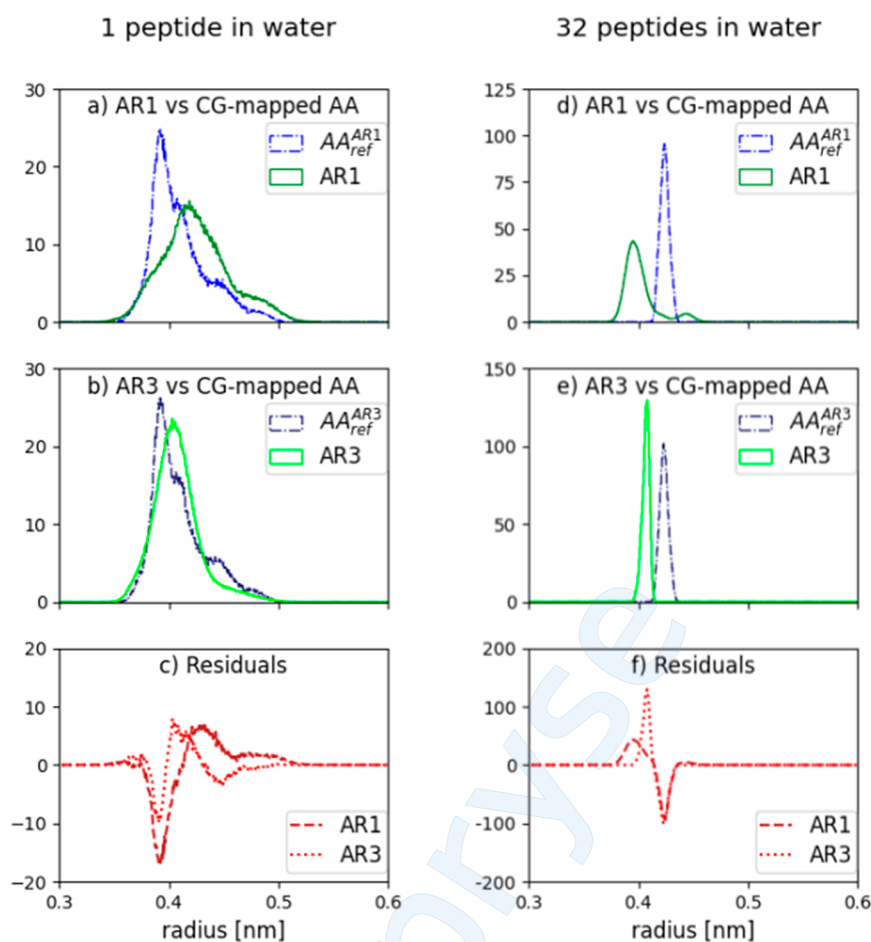 1 peptide in water
32 peptides in water
30
a) AR1 vs CG-mapped AA
AA_ref^AR1
20
AR1
10
0
125
d) AR1 vs CG-mapped AA
100
AA_ref^AR1
75
AR1
50
25
0
30
b) AR3 vs CG-mapped AA
AA_ref^AR3
20
AR3
10
0
150
e) AR3 vs CG-mapped AA
AA_ref^AR3
100
AR3
50
0
20
c) Residuals
10
0
−10
AR1
AR3
−20
0.3 0.4 0.5 0.6
radius [nm]
200
f) Residuals
100
0
−100
AR1
AR3
−200
0.3 0.4 0.5 0.6
radius [nm]